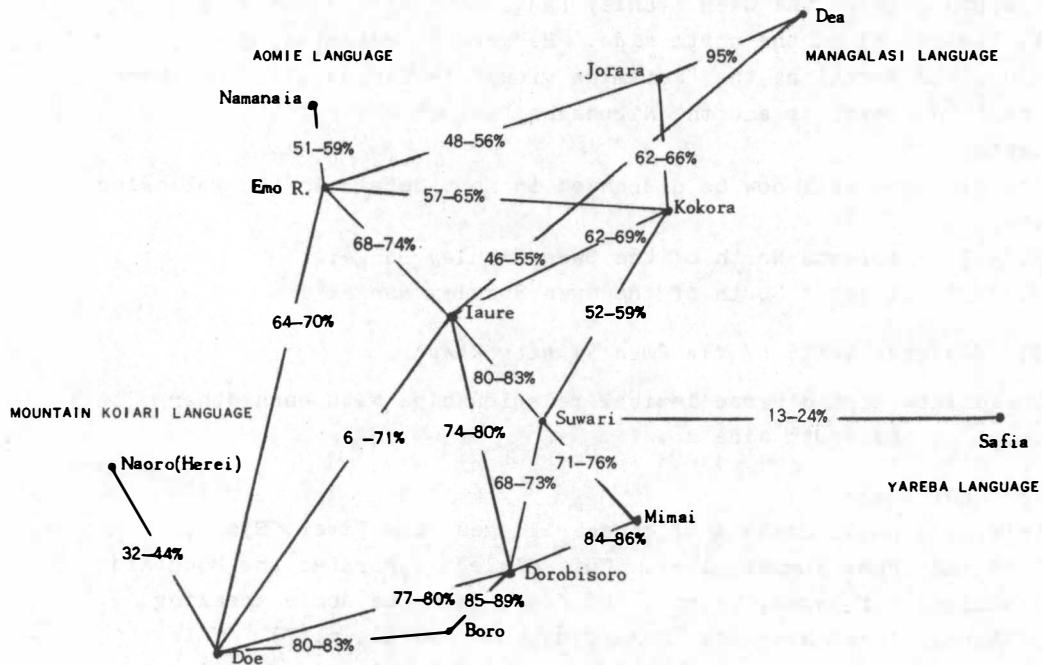 Dea
AOMIE LANGUAGE
95%
MANAGALASI LANGUAGE
Jorara
Namanaia
51–59%
48–56%
62–66%
Emo R.
57–65%
Kokora
68–74%
62–69%
46–55%
52–59%
Iaure
64–70%
80–83%
MOUNTAIN KOIARI LANGUAGE
6 –71%
74–80%
Suwari
13–24%
Safia
Naoro(Herei)
71–76%
68–73%
YAREBA LANGUAGE
Mimai
32–44%
84–86%
Dorobisoro
77–80%
85–89%
Boro
80–83%
Doe